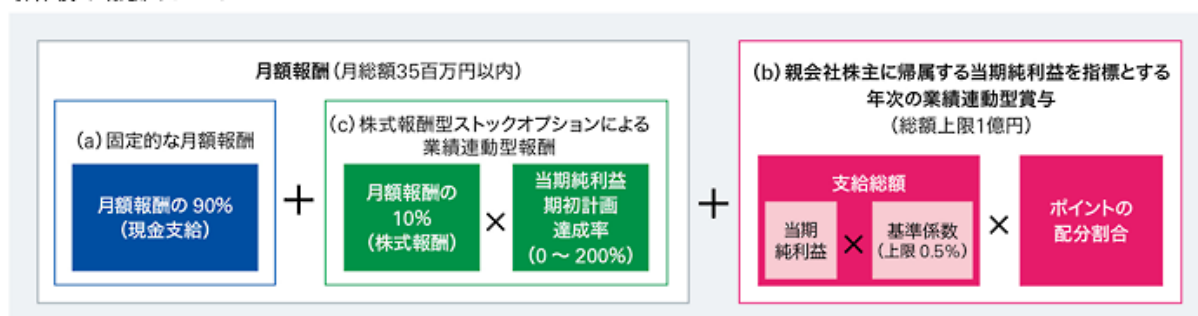 月額報酬（月総額35百万円以内）
(a) 固定的な月額報酬
月額報酬の 90%
（現金支給）
+
(c) 株式報酬型ストックオプションによる
業績連動型報酬
月額報酬の
10%
（株式報酬）
×
当期純利益
期初計画
達成率
（0 ～ 200%）
+
(b) 親会社株主に帰属する当期純利益を指標とする
年次の業績連動型賞与
（総額上限1億円）
支給総額
当期
純利益
×
基準係数
（上限 0.5%）
×
ポイントの
配分割合